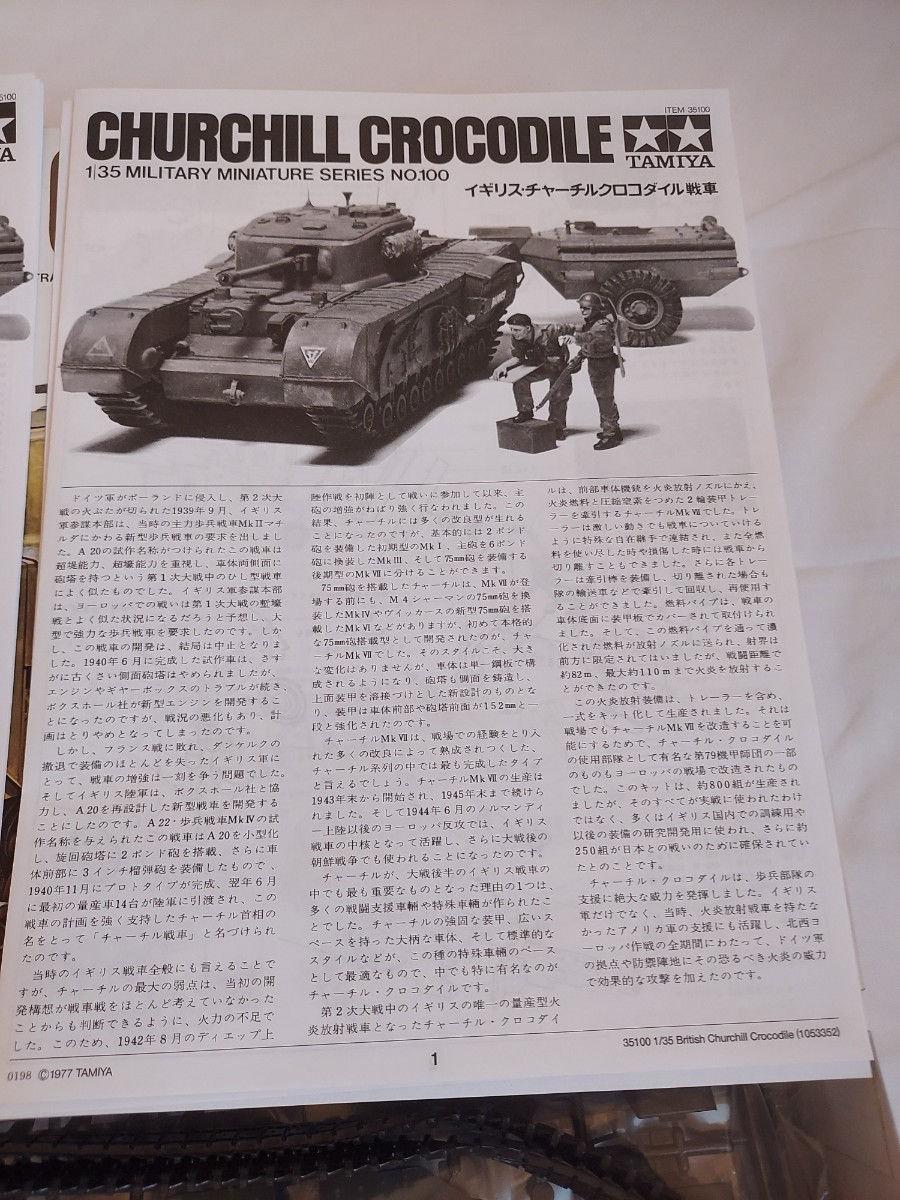 5100
A
TRA
ITEM 35100
CHURCHILL CROCODILE
TAMIYA
1/35 MILITARY MINIATURE SERIES NO.100
イギリス・チャーチルクロコダイル戦車
ドイツ軍がポーランドに侵入し、第2次大
戦の火ぶたが切られた1939年9月、イギリス
軍参謀本部は、当時の主力歩兵戦車MkⅡマチ
ルダにかわる新型歩兵戦車の要求を出しまし
た。A20の試作名称がつけられたこの戦車は
超堤能力、超壕能力を重視し、車体両側面に
砲塔を持つという第1次大戦中のひし型戦車
によく似たものでした。イギリス軍参謀本部
は、ヨーロッパでの戦いは第1次大戦の塹壕
戦とよく似た状況になるだろうと予想し、大
型で強力な歩兵戦車を要求したのです。しか
し、この戦車の開発は、結局は中止となりま
した。1940年6月に完成した試作車は、さす
がに古くさい側面砲塔はやめられましたが、
エンジンやギヤーボックスのトラブルが続き、
ボクスホール社が新型エンジンを開発するこ
とになったのですが、戦況の悪化もあり、計
画はとりやめとなってしまったのです。
しかし、フランス戦に敗れ、ダンケルクの
撤退で装備のほとんどを失ったイギリス軍に
とって、戦車の増強は一刻を争う問題でした。
そしてイギリス陸軍は、ボクスホール社と協
力し、A20を再設計した新型戦車を開発する
ことにしたのです。A22・歩兵戦車MkⅣの試
作名称を与えられたこの戦車はA20を小型化
し、旋回砲塔に2ポンド砲を搭載、さらに車
体前部に3インチ榴弾砲を装備したもので、
1940年11月にプロトタイプが完成、翌年6月
に最初の量産車14台が陸軍に引渡され、この
戦車の計画を強く支持したチャーチル首相の
名をとって「チャーチル戦車」と名づけられ
たのです。
当時のイギリス戦車全般にも言えることで
すが、チャーチルの最大の弱点は、当初の開
発構想が戦車戦をほとんど考えていなかった
ことからも判断できるように、火力の不足で
した。このため、1942年8月のディエップ上
陸作戦を初陣として戦いに参加して以来、主
砲の増強がねばり強く行なわれました。この
結果、チャーチルには多くの改良型が生れる
ことになったのですが、基本的には2ポンド
砲を装備した初期型のMkⅠ、主砲を6ポンド
砲に換装したMkⅢ、そして75㎜砲を装備する
後期型のMkⅦに分けることができます。
75㎜砲を搭載したチャーチルは、MkⅦが登
場する前にも、M.4シャーマンの75㎜砲を換
装したMkⅣやヴィッカースの新型75㎜砲を搭
載したMkⅥなどがありますが、初めて本格的
な75㎜砲搭載型として開発されたのが、チャ
ーチルMkⅦでした。そのスタイルこそ、大き
な変化はありませんが、車体は単一鋼板で構
成されるようになり、砲塔も側面を鋳造し、
上面装甲を溶接づけとした新設計のものとな
り、装甲は車体前部や砲塔前面が152㎜と一
段と強化されたのです。
チャーチルMkⅦは、戦場での経験をとり入
れた多くの改良によって熟成されつくした、
チャーチル系列の中では最も完成したタイプ
と言えるでしょう。チャーチルMkⅦの生産は
1943年末から開始され、1945年末まで続けら
れました。そして1944年6月のノルマンディ
ー上陸以後のヨーロッパ反攻では、イギリス
戦車の中核となって活躍し、さらに大戦後の
朝鮮戦争でも使われることになったのです。
チャーチルが、大戦後半のイギリス戦車の
中でも最も重要なものとなった理由の1つは、
多くの戦闘支援車輛や特殊車輛が作られたこ
とでした。チャーチルの強固な装甲、広いス
ペースを持った大柄な車体、そして標準的な
スタイルなどが、この種の特殊車輛のベース
として最適なもので、中でも特に有名なのが
チャーチル・クロコダイルです。
第2次大戦中のイギリスの唯一の量産型火
炎放射戦車となったチャーチル・クロコダイ
ルは、前部車体機銃を火炎放射ノズルにかえ、
火炎燃料と圧縮窒素をつめた2輪装甲トレー
ラーを牽引するチャーチルMkⅦです。トレ
ーラーは激しい動きでも戦車についていける
ように特殊な自在継手で連結され、また全燃
料を使い尽した時や損傷した時には戦車から
切り離すこともできました。さらに各トレー
ラーは牽引棒を装備し、切り離された場合も
隊の輸送車などで牽引して回収し、再使用す
ることができました。燃料パイプは、戦車の
車体底面に装甲板でカバーされて取付けられ
ました。そして、この燃料パイプを通って濃
化された燃料が放射ノズルに送られ、射界は
前方に限定されてはいましたが、戦闘距離で
約82m、最大約110mまで火炎を放射するこ
とができたのです。
この火炎放射装備は、トレーラーを含め、
一式をキット化して生産されました。それは
戦場でもチャーチルMkⅦを改造することを可
能にするためで、チャーチル・クロコダイル
の使用部隊として有名な第79機甲師団の一部
のものもヨーロッパの戦場で改造されたもの
でした。このキットは、約800組が生産され
ましたが、そのすべてが実戦に使われたわけ
ではなく、多くはイギリス国内での訓練用や
以後の装備の研究開発用に使われ、さらに約
250組が日本との戦いのために確保されてい
たとのことです。
チャーチル・クロコダイルは、歩兵部隊の
支援に絶大な威力を発揮しました。イギリス
軍だけでなく、当時、火炎放射戦車を持たな
かったアメリカ軍の支援にも活躍し、北西ヨ
ーロッパ作戦の全期間にわたって、ドイツ軍
の拠点や防禦陣地にその恐るべき火炎の威力
で効果的な攻撃を加えたのです。
0198 ©1977 TAMIYA
1
35100 1/35 British Churchill Crocodile (1053352)